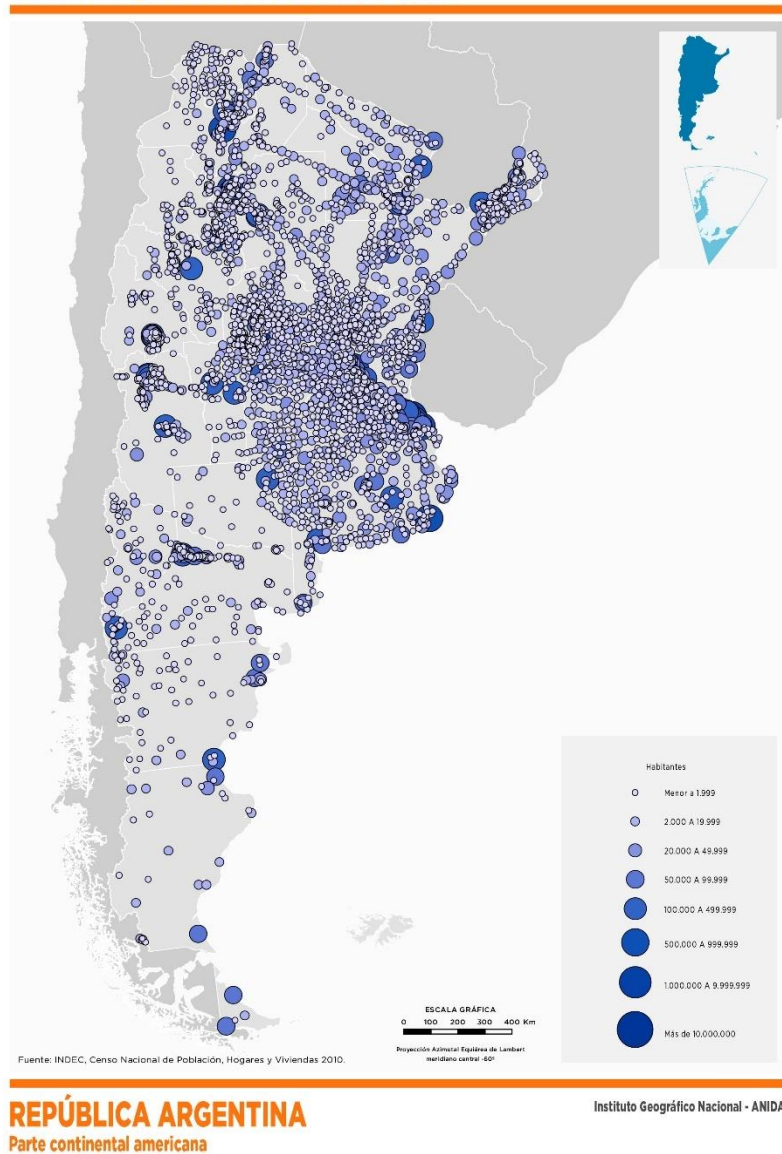 Habitantes
Menor a 1.999
2.000 A 19.999
20.000 A 49.999
50.000 A 99.999
100.000 A 499.999
500.000 A 999.999
1.000.000 A 9.999.999
Más de 10.000.000
ESCALA GRÁFICA
0 100 200 300 400 Km
Proyección Azimutal Equiárea de Lambert
meridiano central -60º
Fuente: INDEC, Censo Nacional de Población, Hogares y Viviendas 2010.
REPÚBLICA ARGENTINA
Parte continental americana
Instituto Geográfico Nacional - ANIDA